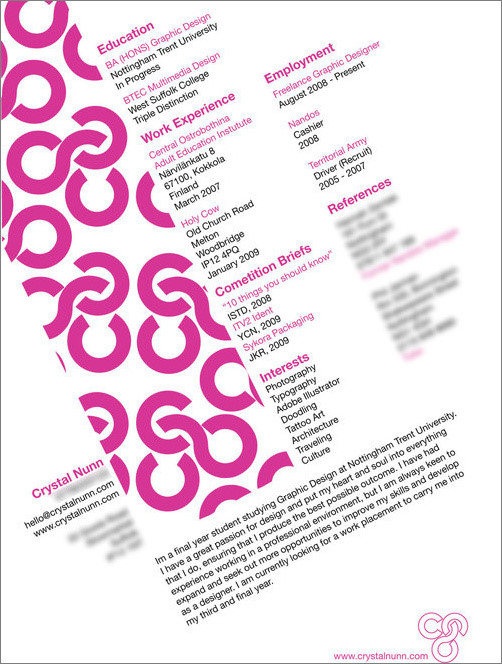 Education
BA (HONS) Graphic Design
Nottingham Trent University
In Progress
BTEC Multimedia Design
West Suffolk College
Triple Distinction
Work Experience
Central Ostrobothina
Adult Education Instutute
Närvilänkatu 8
67100, Kokkola
Finland
March 2007
Holy Cow
Old Church Road
Melton
Woodbridge
IP12 4PQ
January 2009
Cometition Briefs
"10 things you should know"
ISTD, 2008
ITV2 Ident
YCN, 2009
Sykora Packaging
JKR, 2009
Interests
Photography
Typography
Adobe Illustrator
Doodling
Tattoo Art
Architecture
Traveling
Culture
Employment
Freelance Graphic Designer
August 2008 - Present
Nandos
Cashier
2008
Territorial Army
Driver (Recruit)
2005 - 2007
References
Crystal Nunn
hello@crystalnunn.com
www.crystalnunn.com
Im a final year student studying Graphic Design at Nottingham Trent University.
I have a great passion for design and put my heart and soul into everything
that I do, ensuring that I produce the best possible outcome. I have had
experience working in a professional environment, but I am always keen to
expand and seek out more opportunities to improve my skills and develop
as a designer. I am currently looking for a work placement to carry me into
my third and final year.
www.crystalnunn.com